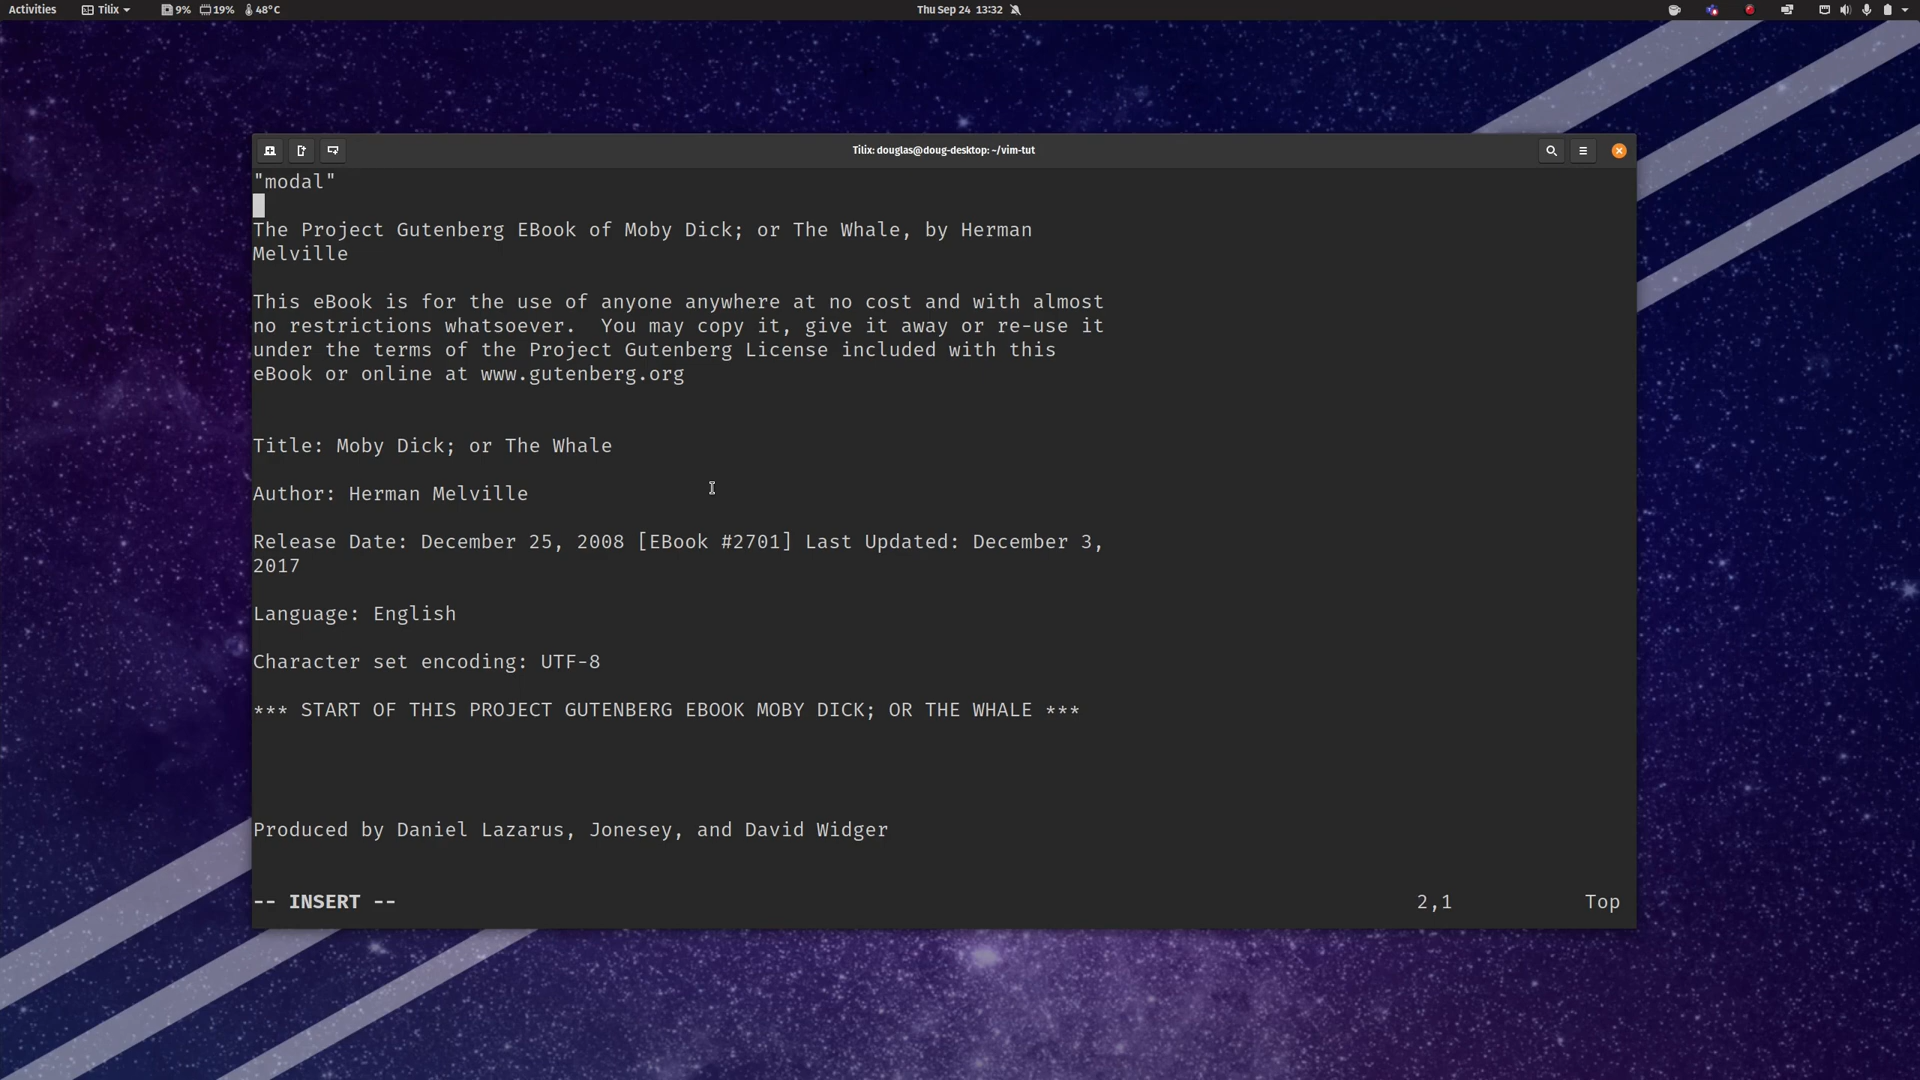 Activities Tilix 9% 19% 48°C Thu Sep 24 13:32
Tilix: douglas@doug-desktop: ~/vim-tut
"modal"
The Project Gutenberg EBook of Moby Dick; or The Whale, by Herman
Melville
This eBook is for the use of anyone anywhere at no cost and with almost
no restrictions whatsoever.  You may copy it, give it away or re-use it
under the terms of the Project Gutenberg License included with this
eBook or online at www.gutenberg.org
Title: Moby Dick; or The Whale
Author: Herman Melville
Release Date: December 25, 2008 [EBook #2701] Last Updated: December 3,
2017
Language: English
Character set encoding: UTF-8
*** START OF THIS PROJECT GUTENBERG EBOOK MOBY DICK; OR THE WHALE ***
Produced by Daniel Lazarus, Jonesey, and David Widger
-- INSERT -- 2,1 Top